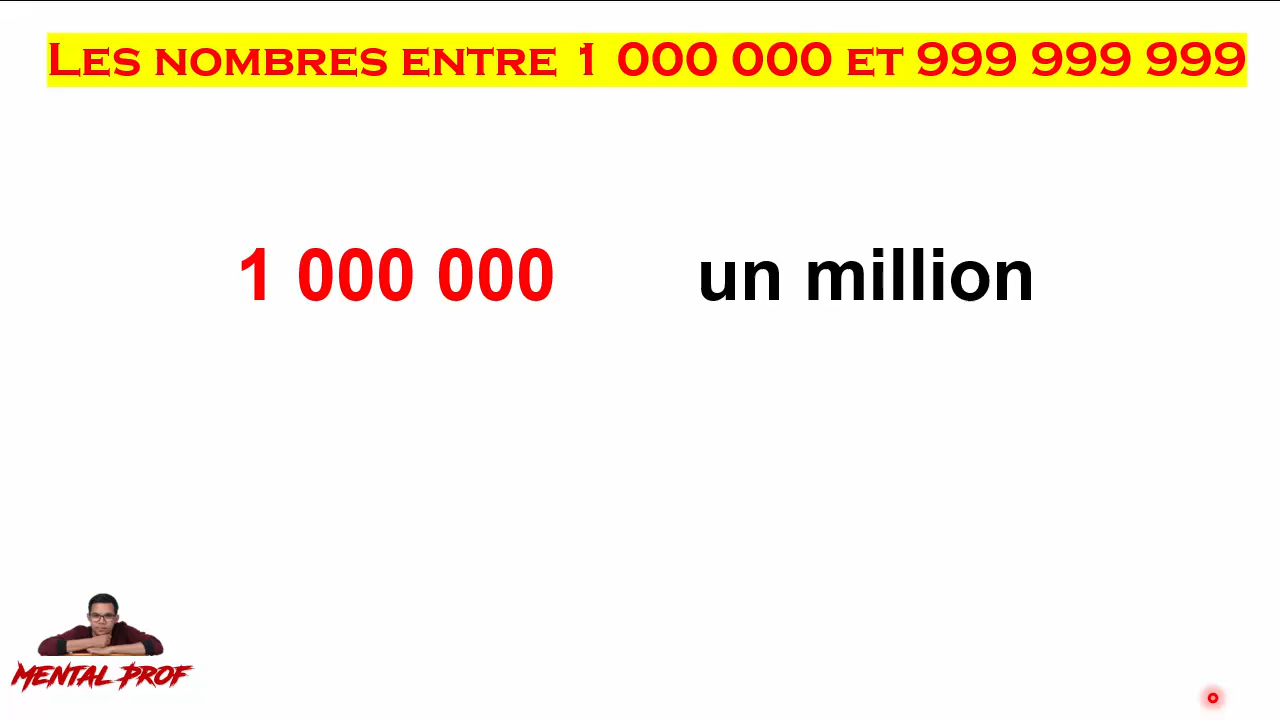 Les nombres entre 1 000 000 et 999 999 999
1 000 000 un million
Mental Prof